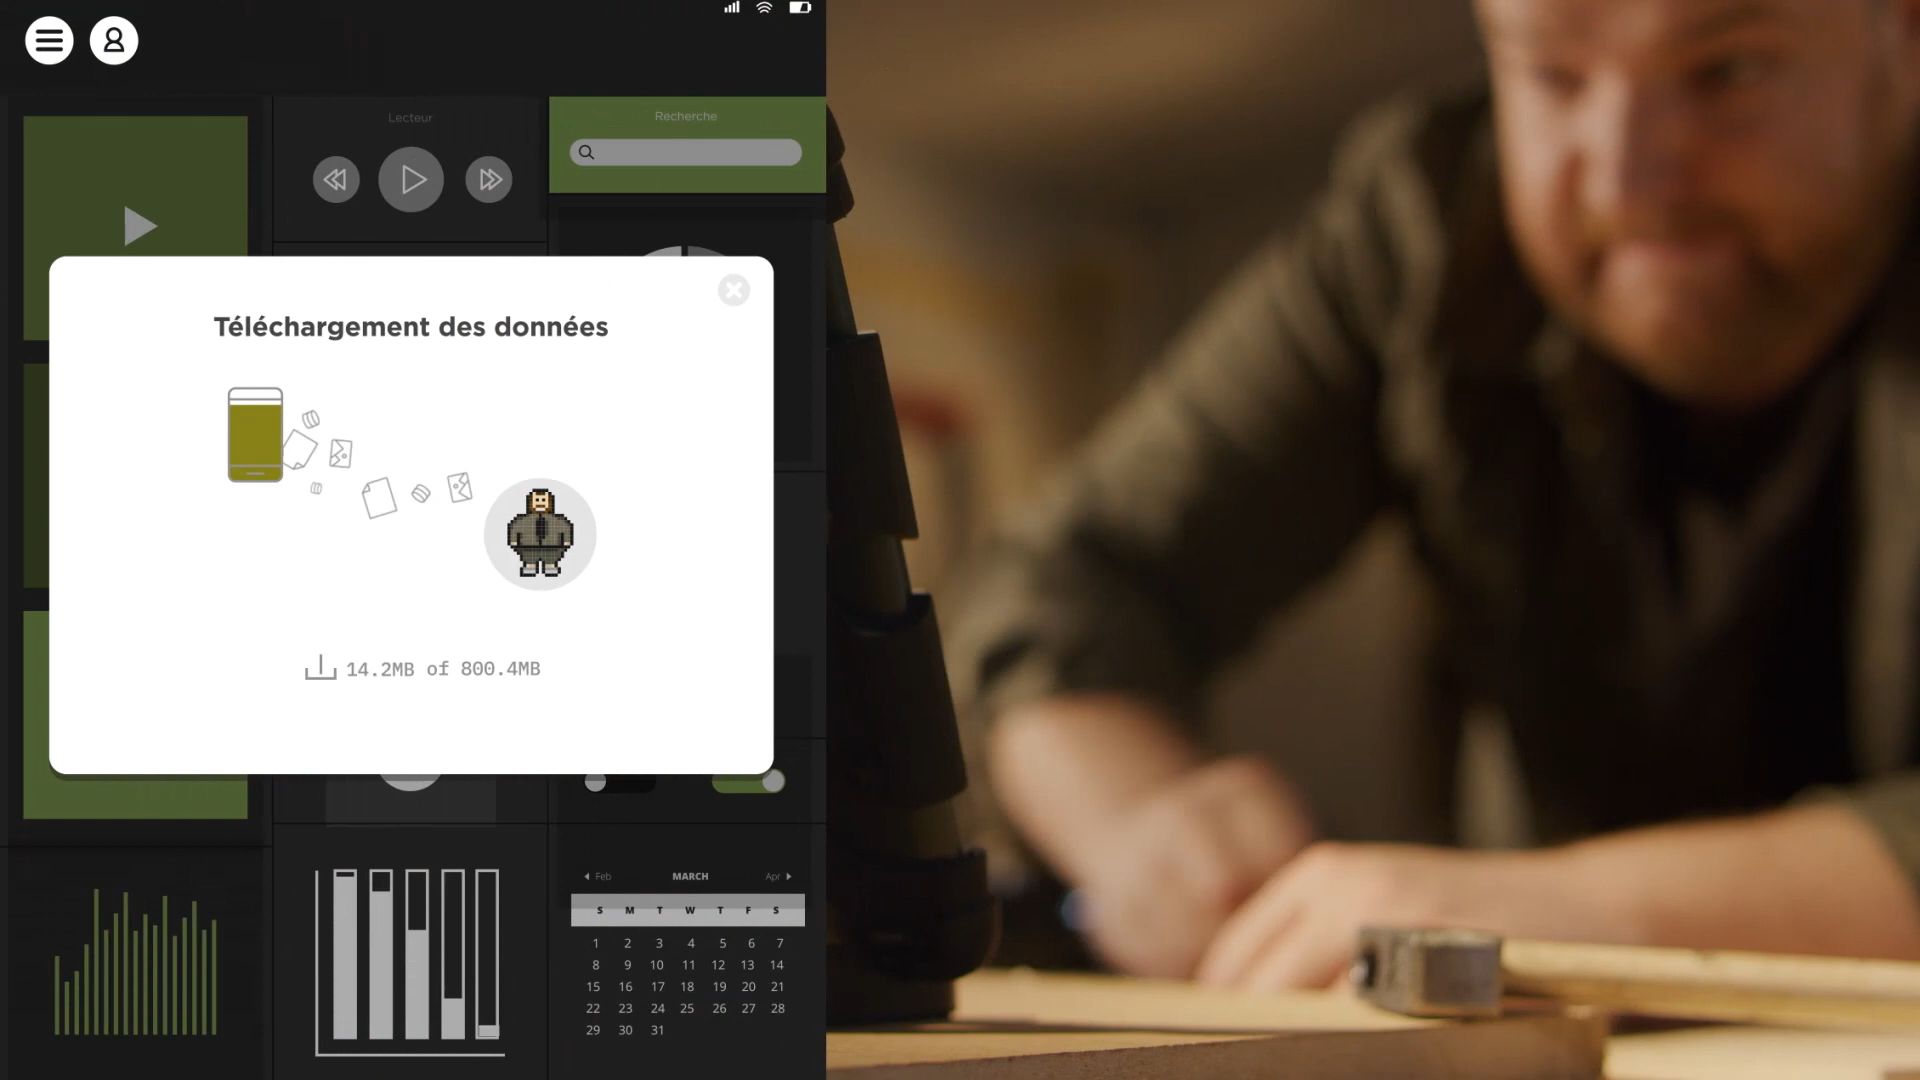 Lecteur
Recherche
Téléchargement des données
14.2MB of 800.4MB
Feb MARCH Apr
S M T W T F S
1 2 3 4 5 6 7
8 9 10 11 12 13 14
15 16 17 18 19 20 21
22 23 24 25 26 27 28
29 30 31